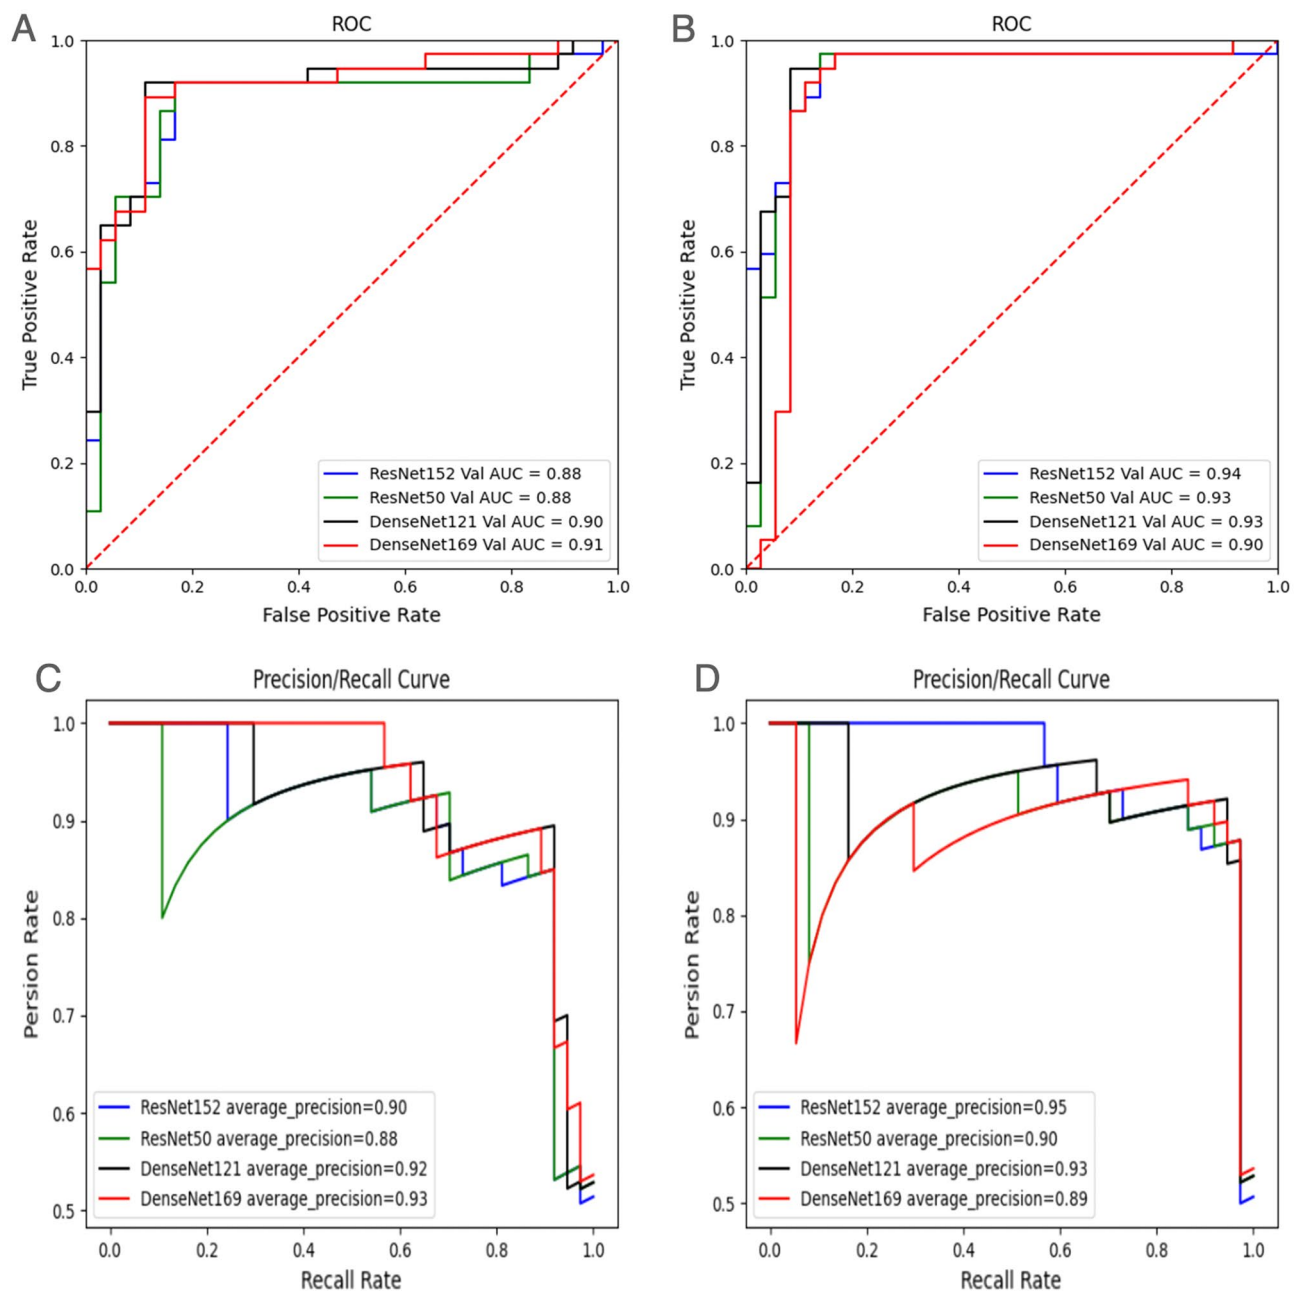 A
ROC
1.0
0.8
0.6
0.4
0.2
0.0
True Positive Rate
ResNet152 Val AUC = 0.88
ResNet50 Val AUC = 0.88
DenseNet121 Val AUC = 0.90
DenseNet169 Val AUC = 0.91
0.0 0.2 0.4 0.6 0.8 1.0
False Positive Rate
B
ROC
1.0
0.8
0.6
0.4
0.2
0.0
True Positive Rate
ResNet152 Val AUC = 0.94
ResNet50 Val AUC = 0.93
DenseNet121 Val AUC = 0.93
DenseNet169 Val AUC = 0.90
0.0 0.2 0.4 0.6 0.8 1.0
False Positive Rate
C
Precision/Recall Curve
1.0
0.9
0.8
0.7
0.6
0.5
Persion Rate
ResNet152 average_precision=0.90
ResNet50 average_precision=0.88
DenseNet121 average_precision=0.92
DenseNet169 average_precision=0.93
0.0 0.2 0.4 0.6 0.8 1.0
Recall Rate
D
Precision/Recall Curve
1.0
0.9
0.8
0.7
0.6
0.5
Persion Rate
ResNet152 average_precision=0.95
ResNet50 average_precision=0.90
DenseNet121 average_precision=0.93
DenseNet169 average_precision=0.89
0.0 0.2 0.4 0.6 0.8 1.0
Recall Rate